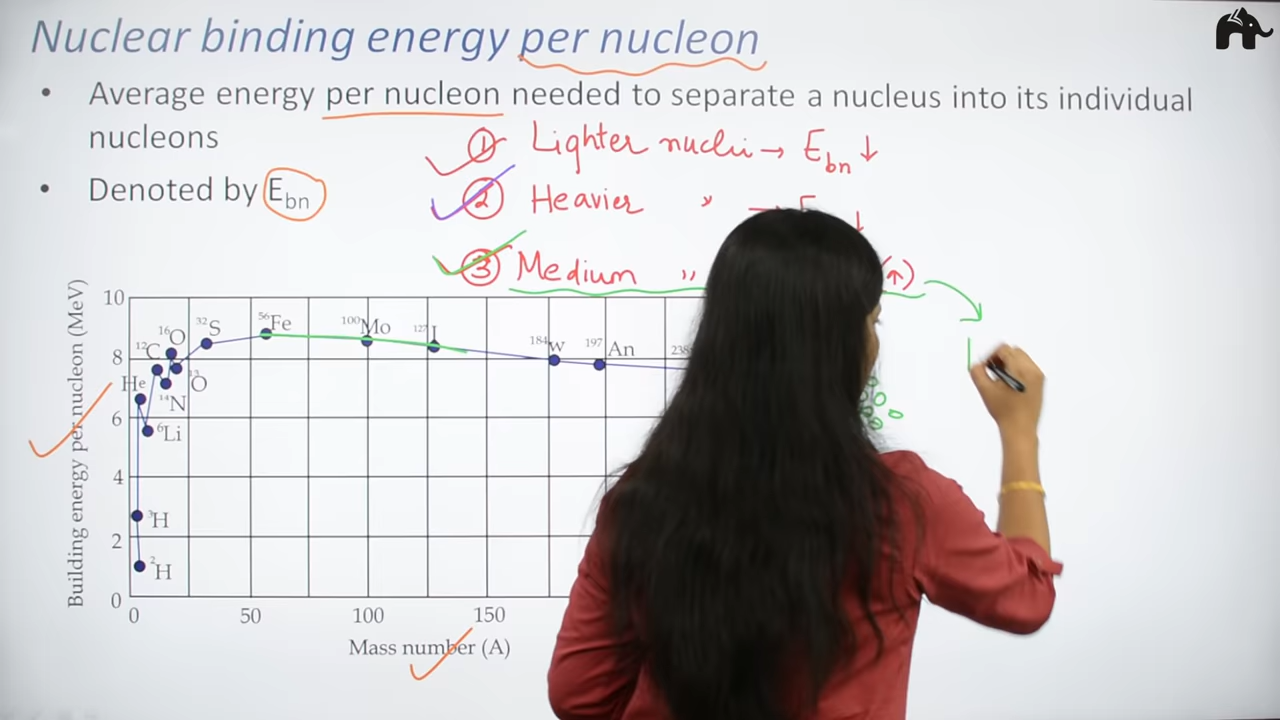 Nuclear binding energy per nucleon
• Average energy per nucleon needed to separate a nucleus into its individual
nucleons
① Lighter nuclei → Ebn ↓
• Denoted by Ebn
② Heavier " → E ↓
③ Medium " (↑)
Building energy per nucleon (MeV)
10
8
6
4
2
0
¹²C
¹⁶O
³²S
⁵⁶Fe
¹⁰⁰Mo
¹²⁷I
¹⁸⁴W
¹⁹⁷An
238
He
¹³O
¹⁴N
⁶Li
³H
²H
0 50 100 150
Mass number (A)